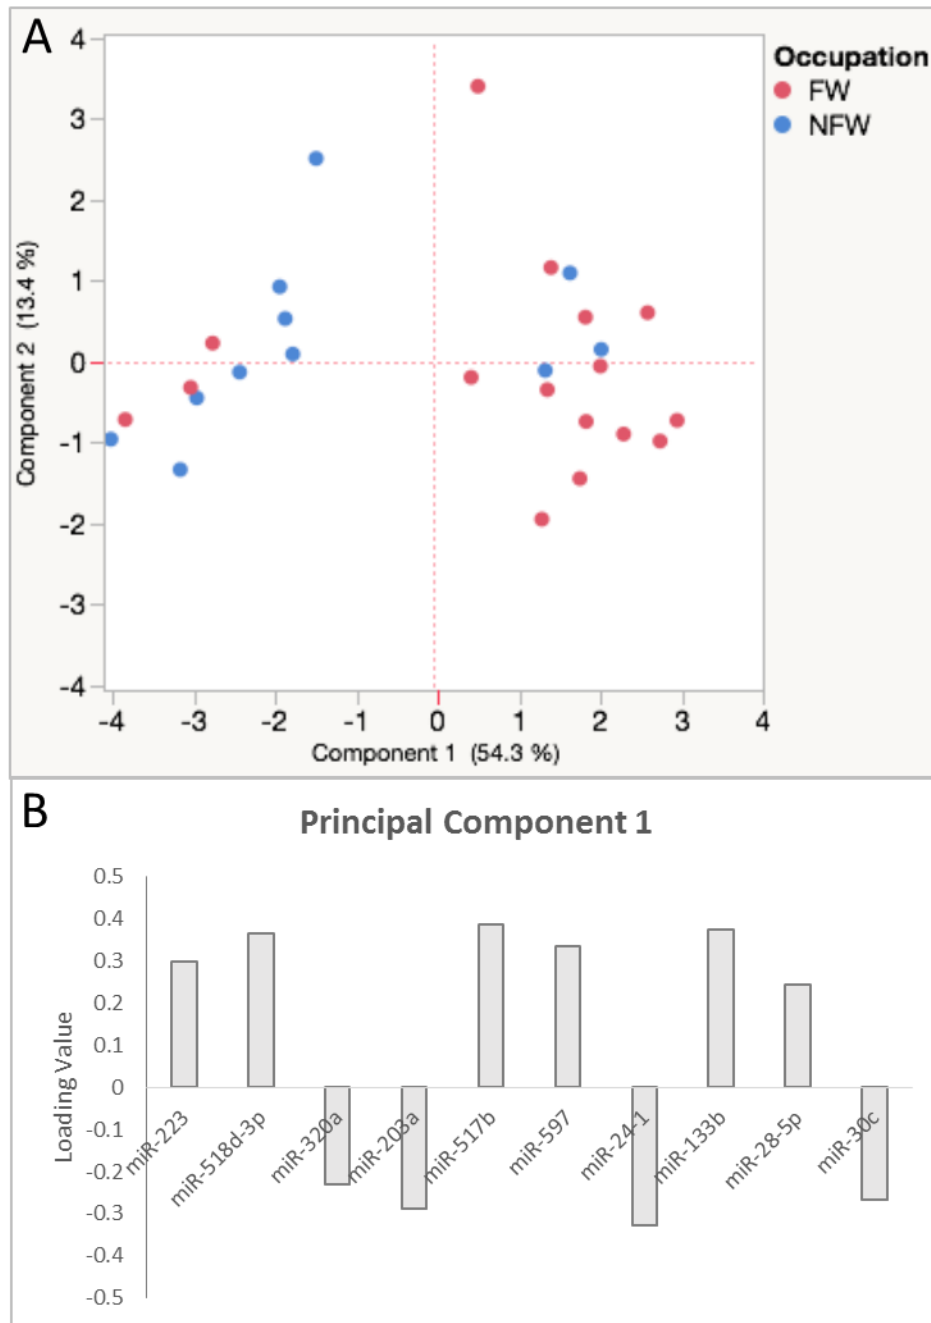 A
Occupation
FW
NFW
4
3
2
1
0
-1
-2
-3
-4
Component 2 (13.4 %)
-4 -3 -2 -1 0 1 2 3 4
Component 1 (54.3 %)
B
Principal Component 1
0.5
0.4
0.3
0.2
0.1
0
-0.1
-0.2
-0.3
-0.4
-0.5
Loading Value
miR-223
miR-518d-3p
miR-320a
miR-203a
miR-517b
miR-597
miR-24-1
miR-133b
miR-28-5p
miR-30c